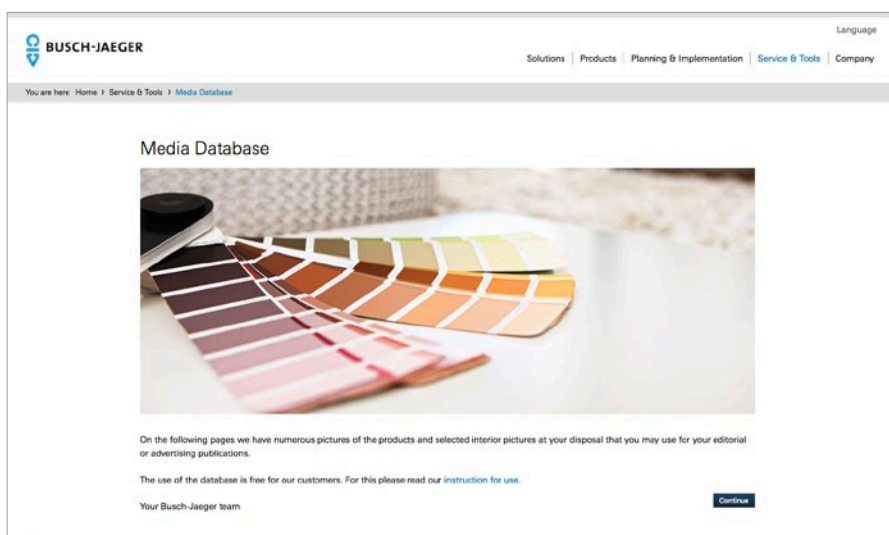 Language
BUSCH-JAEGER
Solutions Products Planning & Implementation Service & Tools Company
You are here Home › Service & Tools › Media Database
Media Database
On the following pages we have numerous pictures of the products and selected interior pictures at your disposal that you may use for your editorial
or advertising publications.
The use of the database is free for our customers. For this please read our instruction for use.
Your Busch-Jaeger team
Continue